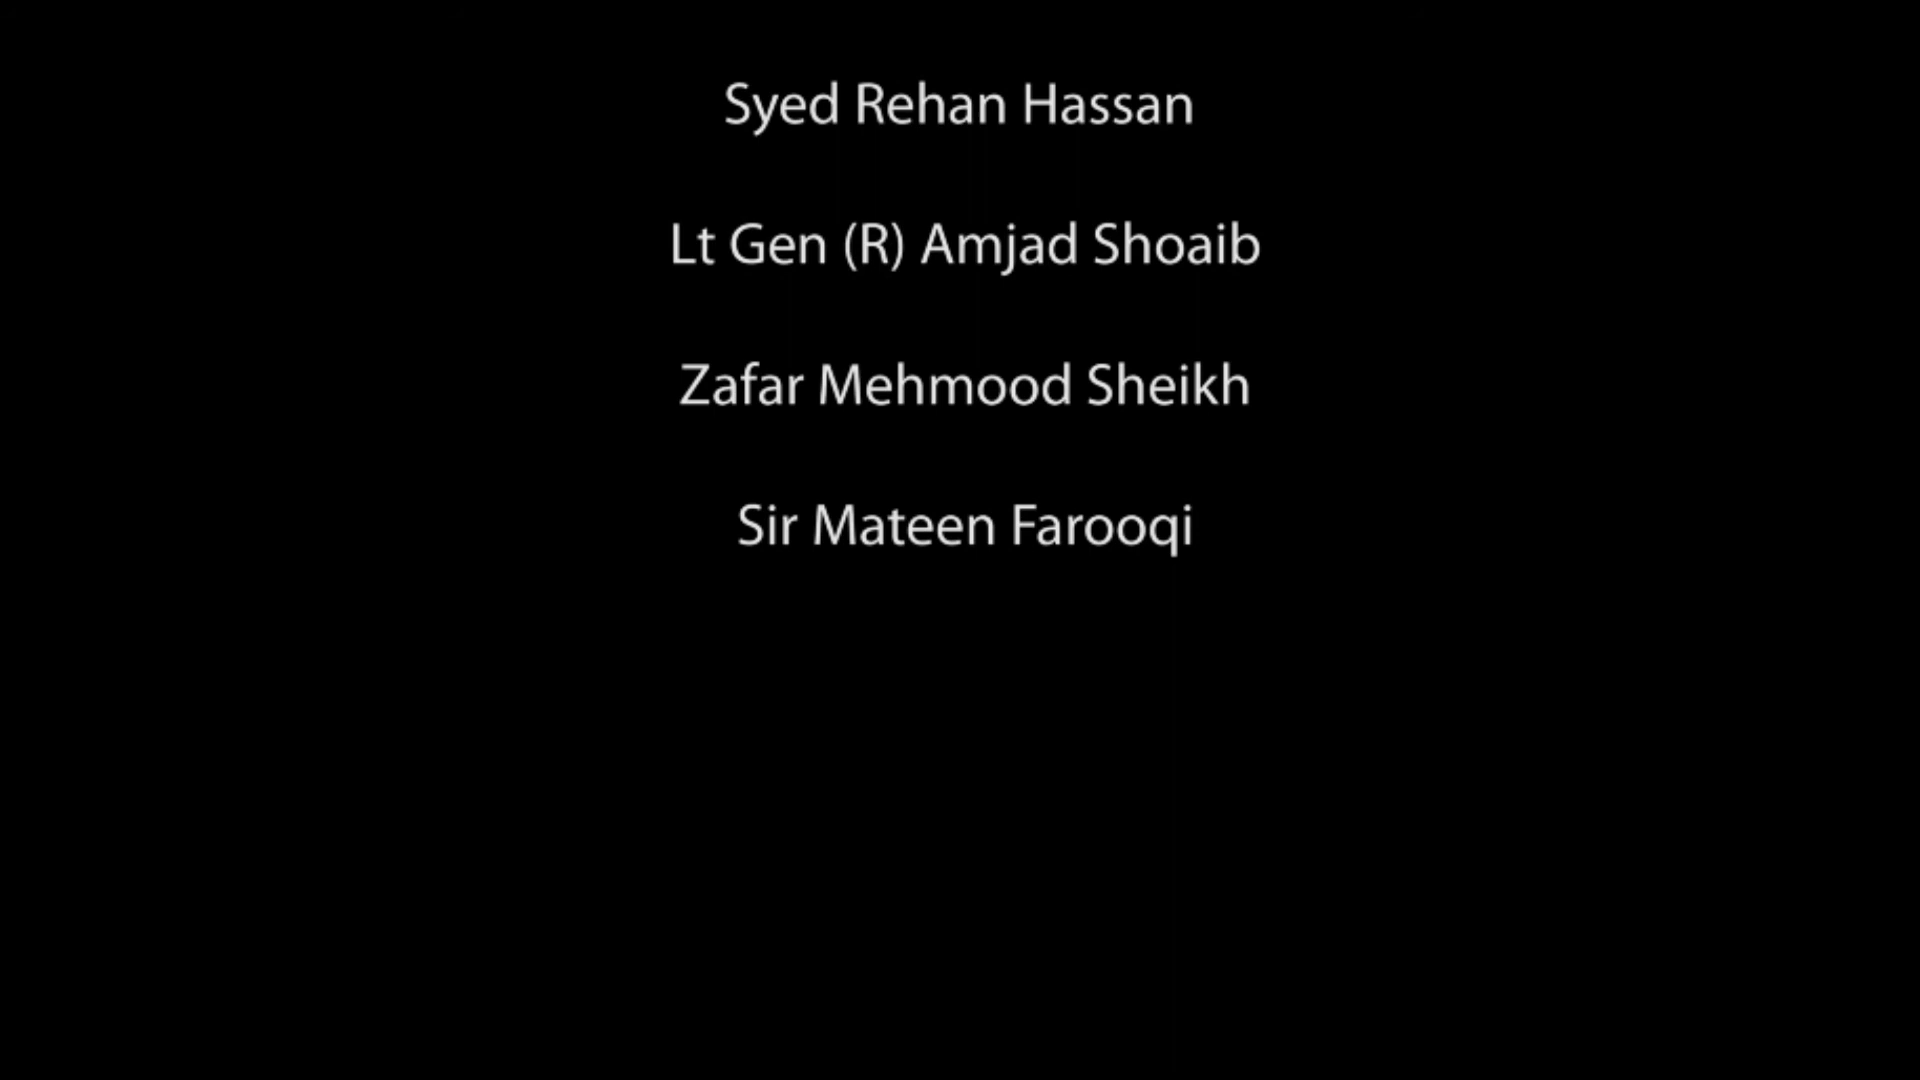 Syed Rehan Hassan
Lt Gen (R) Amjad Shoaib
Zafar Mehmood Sheikh
Sir Mateen Farooqi